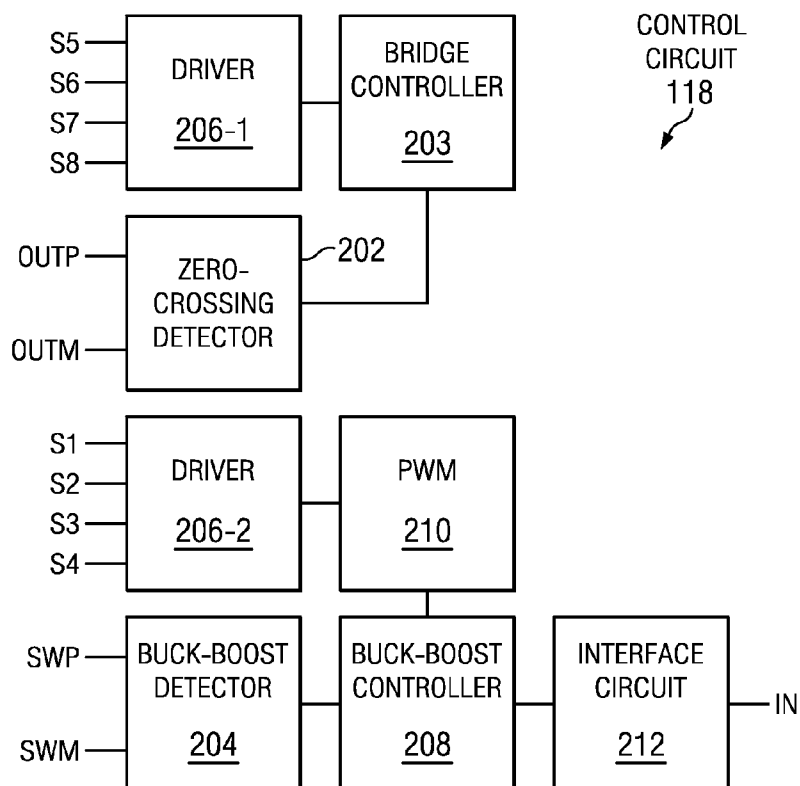 S5
S6
S7
S8
DRIVER
206-1
BRIDGE
CONTROLLER
203
CONTROL
CIRCUIT
118
OUTP
OUTM
ZERO-
CROSSING
DETECTOR
202
S1
S2
S3
S4
DRIVER
206-2
PWM
210
SWP
SWM
BUCK-BOOST
DETECTOR
204
BUCK-BOOST
CONTROLLER
208
INTERFACE
CIRCUIT
212
IN